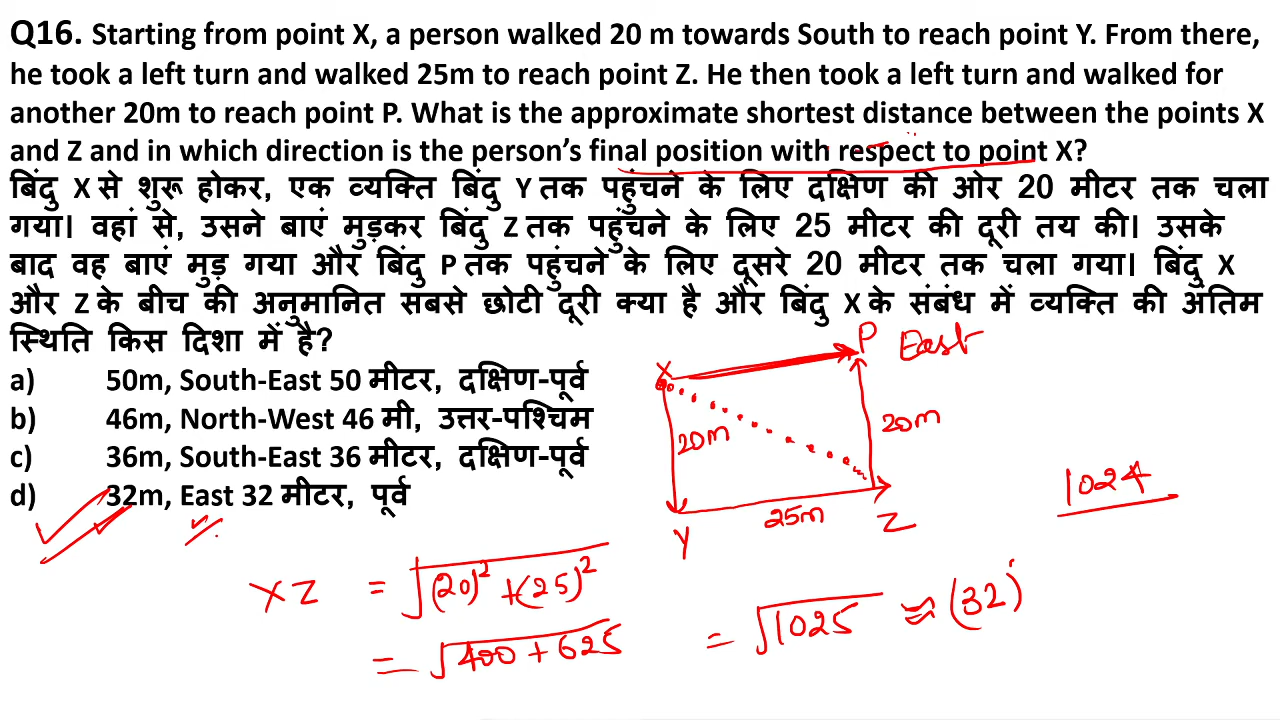 Q16. Starting from point X, a person walked 20 m towards South to reach point Y. From there,
he took a left turn and walked 25m to reach point Z. He then took a left turn and walked for
another 20m to reach point P. What is the approximate shortest distance between the points X
and Z and in which direction is the person's final position with respect to point X?
बिंदु X से शुरू होकर, एक व्यक्ति बिंदु Y तक पहुंचने के लिए दक्षिण की ओर 20 मीटर तक चला
गया। वहां से, उसने बाएं मुड़कर बिंदु Z तक पहुंचने के लिए 25 मीटर की दूरी तय की। उसके
बाद वह बाएं मुड़ गया और बिंदु P तक पहुंचने के लिए दूसरे 20 मीटर तक चला गया। बिंदु X
और Z के बीच की अनुमानित सबसे छोटी दूरी क्या है और बिंदु X के संबंध में व्यक्ति की अंतिम
स्थिति किस दिशा में है?
a) 50m, South-East 50 मीटर, दक्षिण-पूर्व
b) 46m, North-West 46 मी, उत्तर-पश्चिम
c) 36m, South-East 36 मीटर, दक्षिण-पूर्व
d) 32m, East 32 मीटर, पूर्व
X P East
20m 20m
Y 25m Z
1024
XZ = √(20)² + (25)²
= √400 + 625 = √1025 ≈ (32)